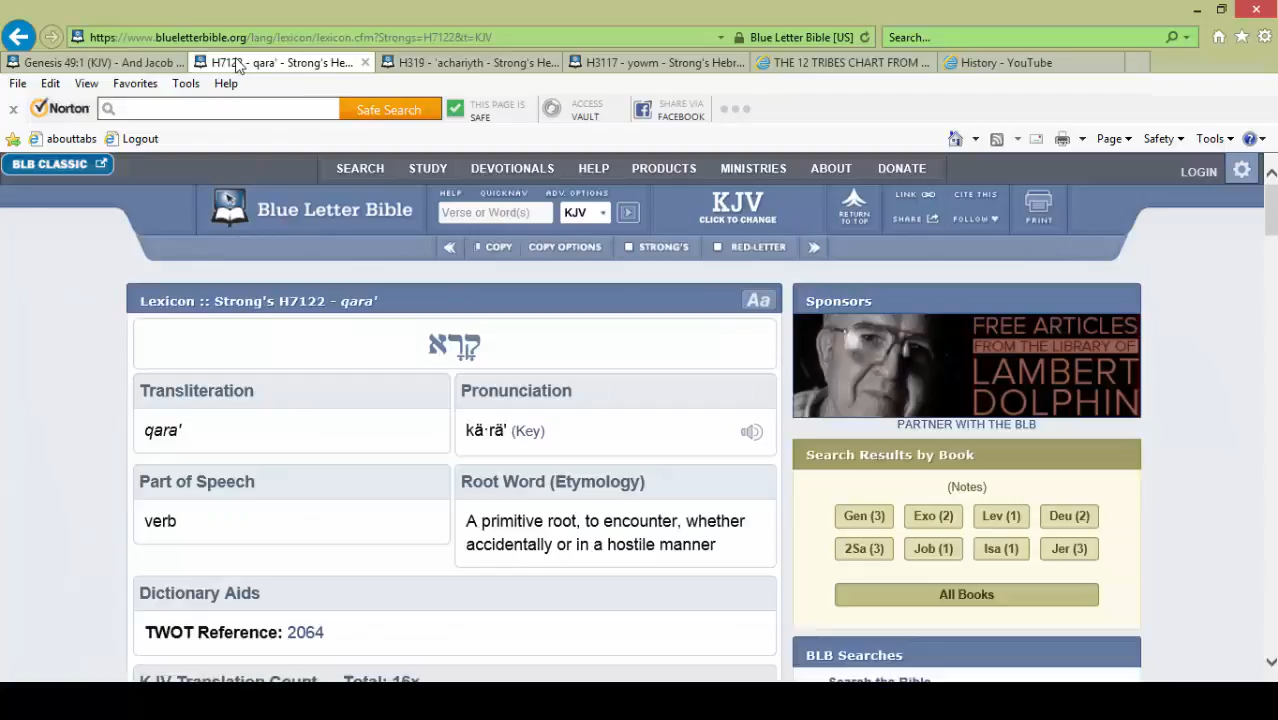 https://www.blueletterbible.org/lang/lexicon/lexicon.cfm?Strongs=H7122&t=KJV
Blue Letter Bible [US]
Search...
Genesis 49:1 (KJV) - And Jacob ...
H7122 - qara' - Strong's He...
H319 - 'achariyth - Strong's He...
H3117 - yowm - Strong's Hebr...
THE 12 TRIBES CHART FROM ...
History - YouTube
File Edit View Favorites Tools Help
x Norton
Safe Search
THIS PAGE IS
SAFE
ACCESS
VAULT
SHARE VIA
FACEBOOK
abouttabs
Logout
Page
Safety
Tools
BLB CLASSIC
SEARCH STUDY DEVOTIONALS HELP PRODUCTS MINISTRIES ABOUT DONATE
LOGIN
Blue Letter Bible
HELP QUICKNAV ADV. OPTIONS
Verse or Word(s)
KJV
KJV
CLICK TO CHANGE
RETURN
TO TOP
LINK
CITE THIS
SHARE
FOLLOW
PRINT
COPY COPY OPTIONS STRONG'S RED-LETTER
Lexicon :: Strong's H7122 - qara'
Aa
קָרָא
Transliteration
qara'
Pronunciation
kä·rä' (Key)
Part of Speech
verb
Root Word (Etymology)
A primitive root, to encounter, whether
accidentally or in a hostile manner
Dictionary Aids
TWOT Reference: 2064
KJV Translation Count — Total: 16x
Sponsors
FREE ARTICLES
FROM THE LIBRARY OF
LAMBERT
DOLPHIN
PARTNER WITH THE BLB
Search Results by Book
(Notes)
Gen (3) Exo (2) Lev (1) Deu (2)
2Sa (3) Job (1) Isa (1) Jer (3)
All Books
BLB Searches
Search the Bible